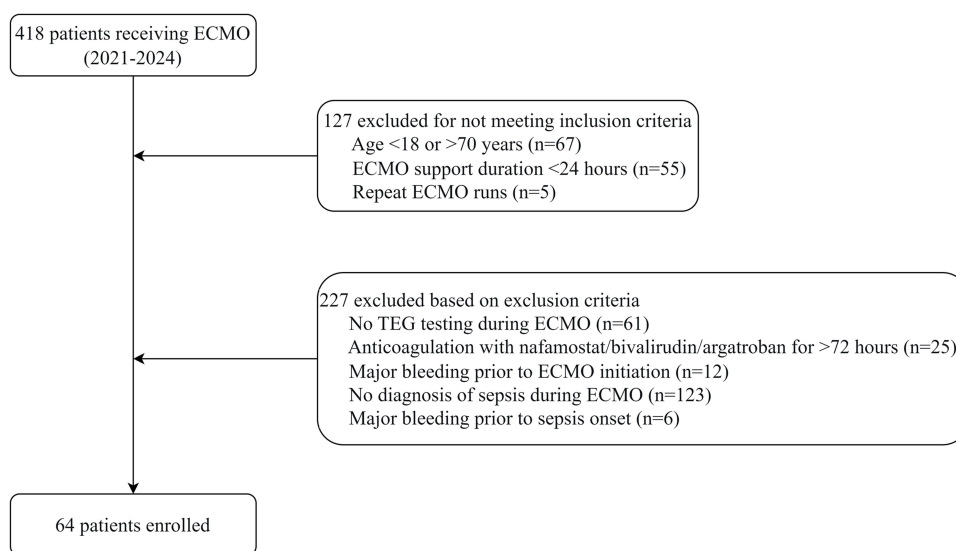 418 patients receiving ECMO
(2021-2024)
127 excluded for not meeting inclusion criteria
Age <18 or >70 years (n=67)
ECMO support duration <24 hours (n=55)
Repeat ECMO runs (n=5)
227 excluded based on exclusion criteria
No TEG testing during ECMO (n=61)
Anticoagulation with nafamostat/bivalirudin/argatroban for >72 hours (n=25)
Major bleeding prior to ECMO initiation (n=12)
No diagnosis of sepsis during ECMO (n=123)
Major bleeding prior to sepsis onset (n=6)
64 patients enrolled